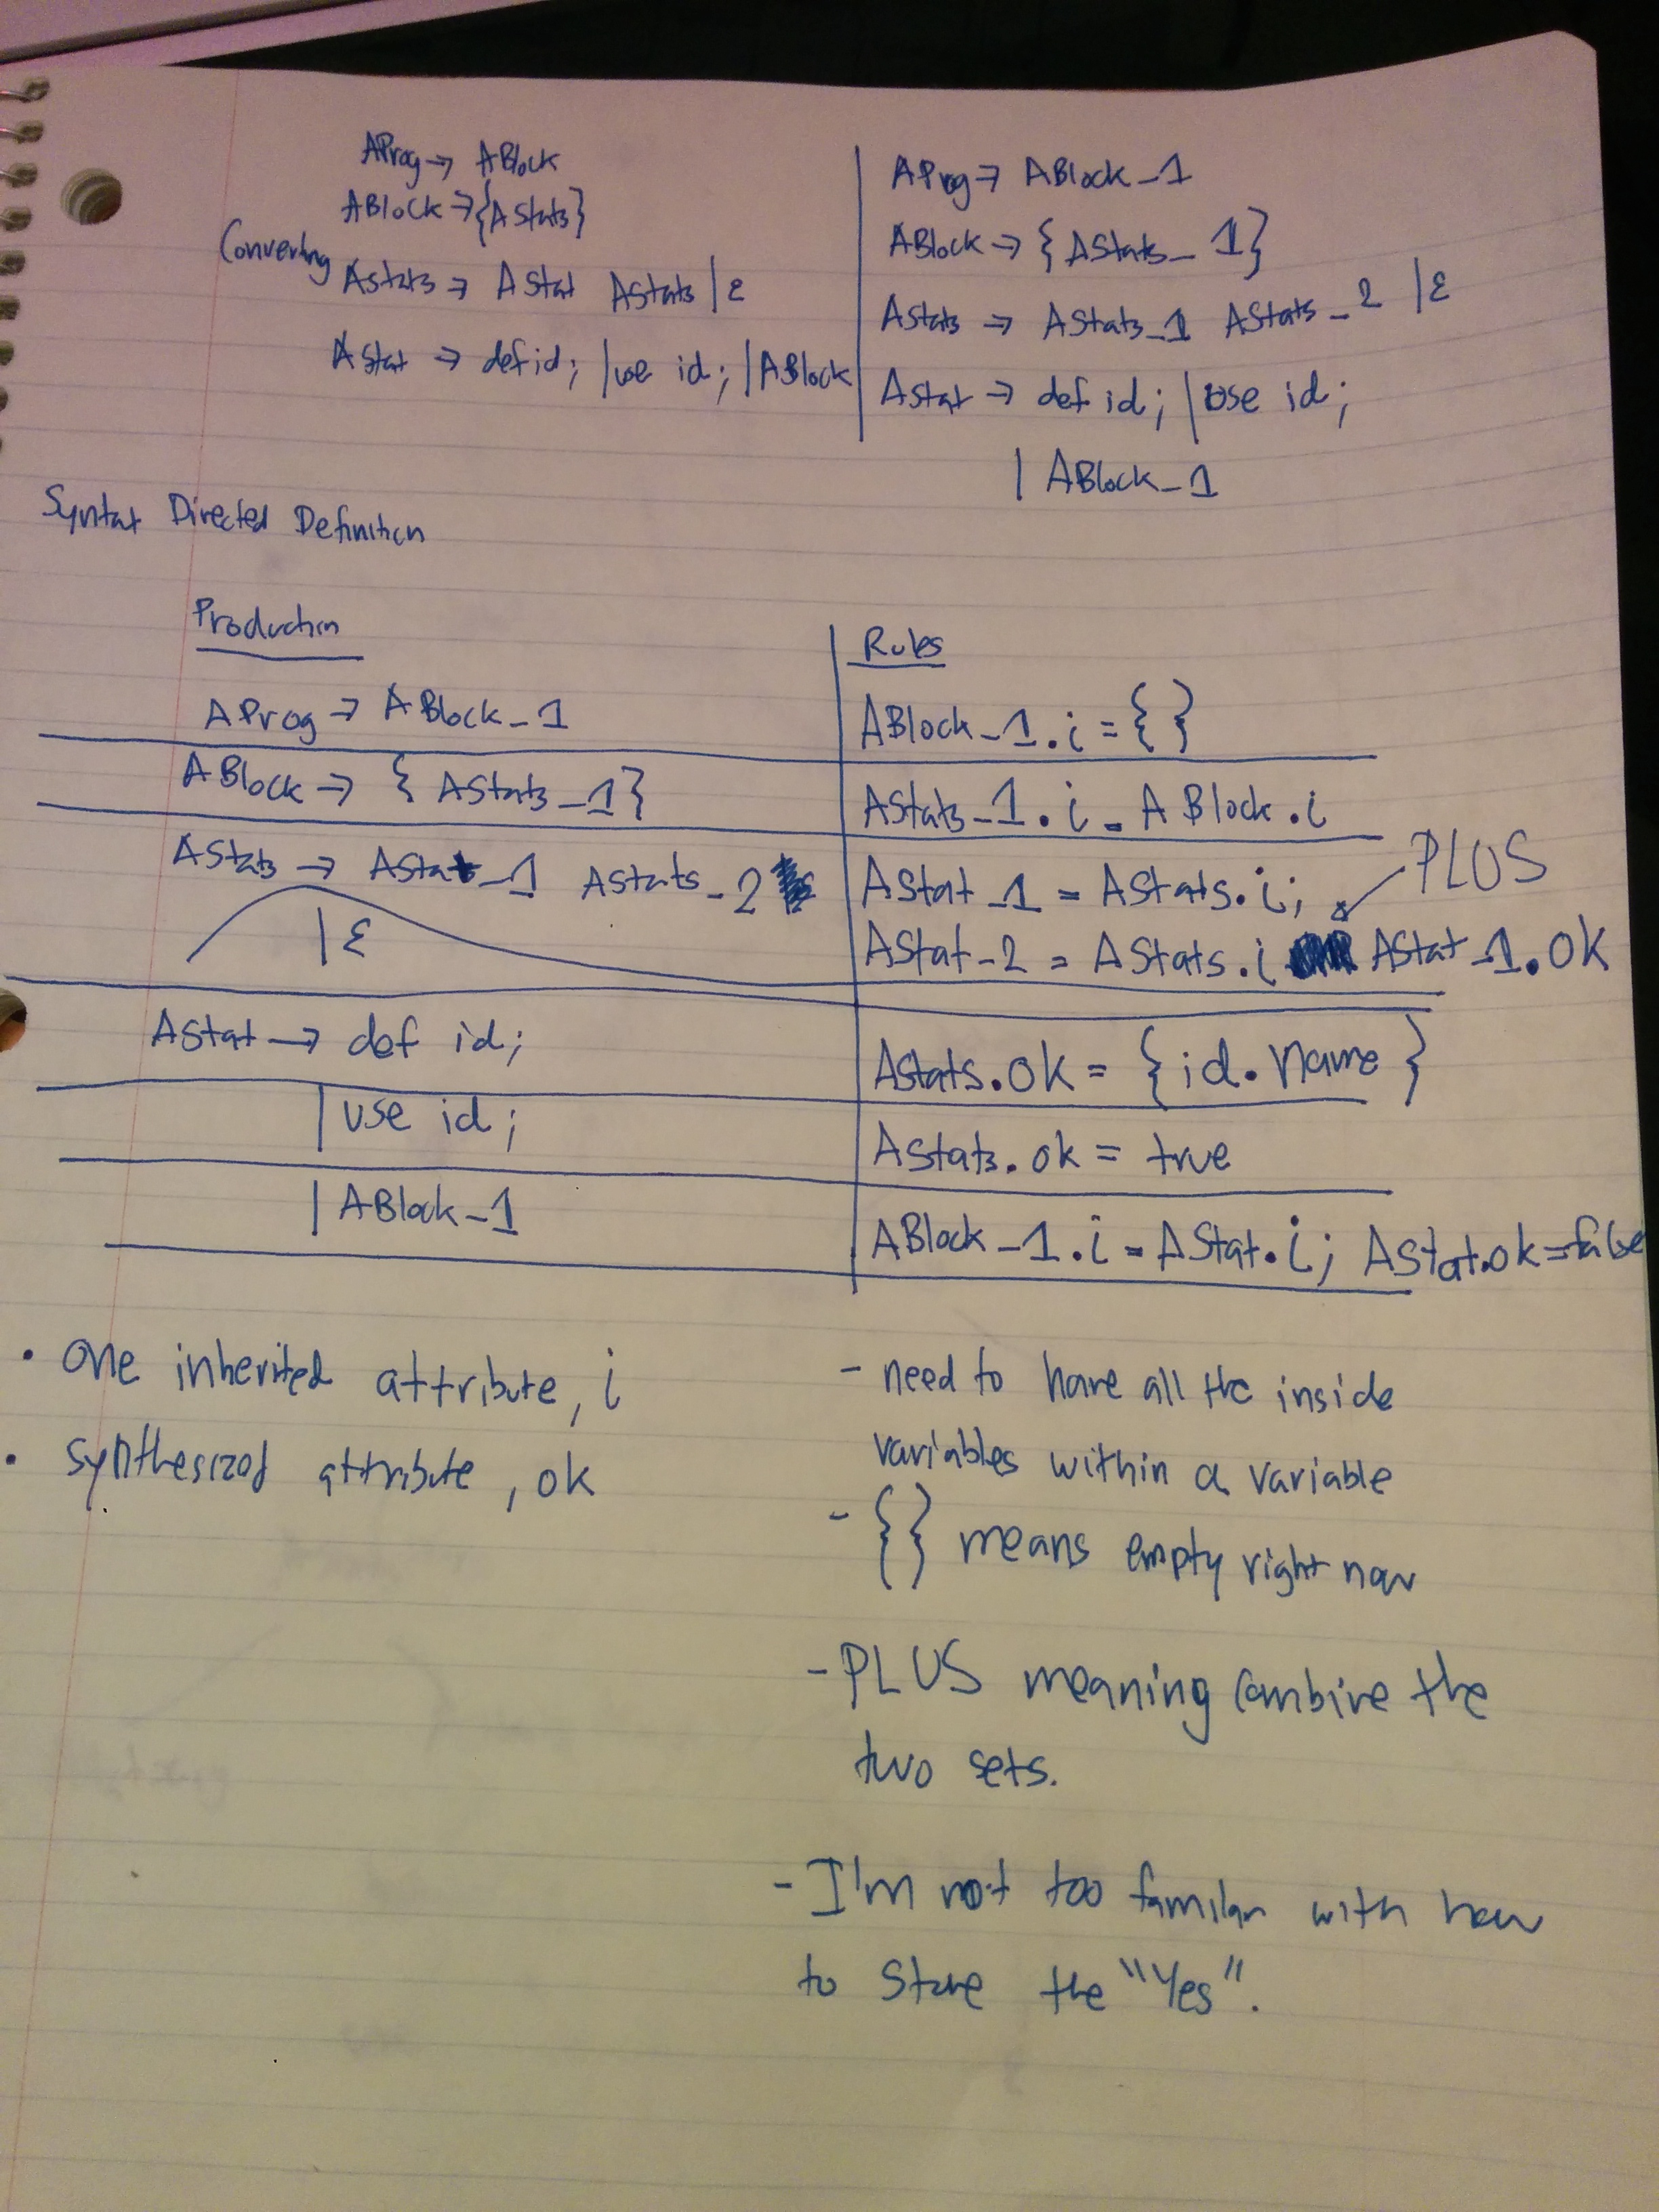 AProg → ABlock
ABlock → {AStats}
Converting
Astats → AStat AStats | ε
AStat → def id; | use id; | ABlock
AProg → ABlock_1
ABlock → {AStats_1}
AStats → AStats_1 AStats_2 | ε
AStat → def id; | Use id;
| ABlock_1
Syntax Directed Definition
Production
Rules
AProg → ABlock_1
ABlock_1.i = { }
ABlock → { AStats_1}
AStats_1.i = ABlock.i
AStats → AStat_1 AStats_2
| ε
AStat_1 = AStats.i;
PLUS
AStat_2 = AStats.i AStat_1.ok
AStat → def id;
Astats.ok = {id.name}
| use id;
AStats.ok = true
| ABlock_1
ABlock_1.i = AStat.i; AStat.ok=false
• one inherited attribute, i
• synthesized attribute, ok
- need to have all the inside
variables within a variable
- {} means empty right now
- PLUS meaning combine the
two sets.
- I'm not too familar with how
to store the "Yes".